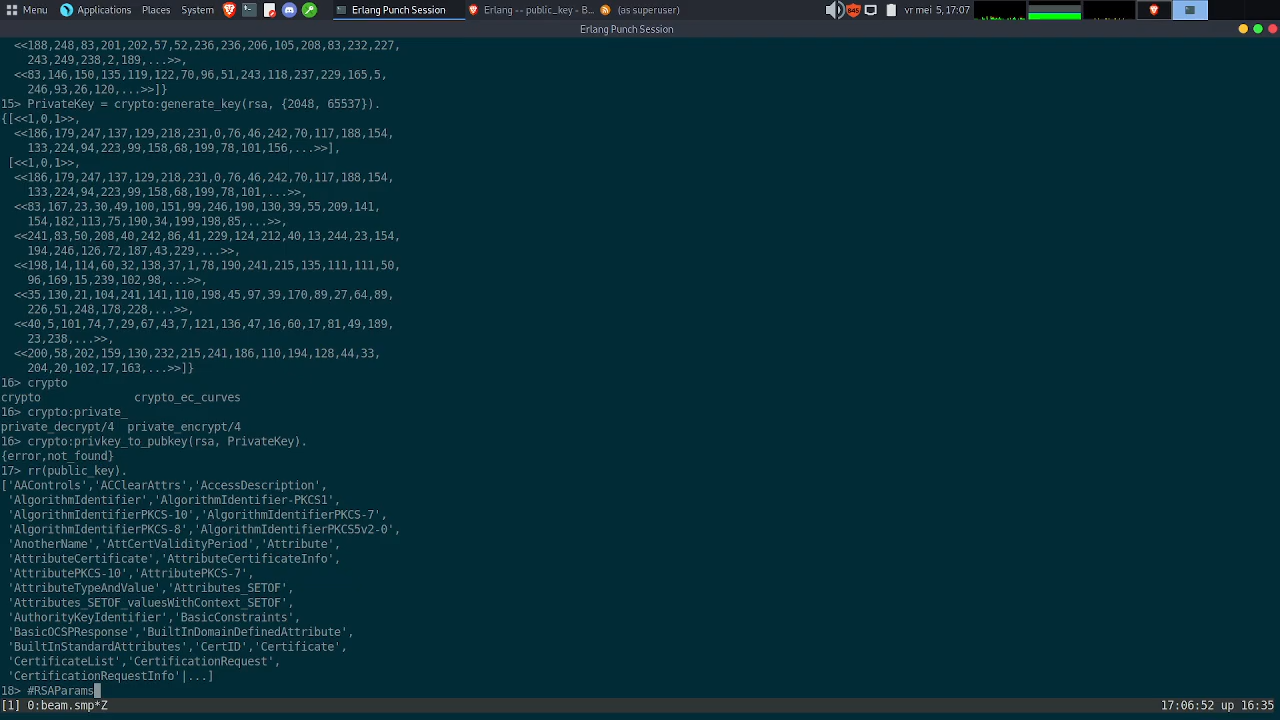 Menu Applications Places System Erlang Punch Session Erlang -- public_key — B... (as superuser) 645 vr mei 5, 17:07
Erlang Punch Session
<<188,248,83,201,202,57,52,236,236,206,105,208,83,232,227,
243,249,238,2,189,...>>,
<<83,146,150,135,119,122,70,96,51,243,118,237,229,165,5,
246,93,26,120,...>>]}
15> PrivateKey = crypto:generate_key(rsa, {2048, 65537}).
{[<<1,0,1>>,
<<186,179,247,137,129,218,231,0,76,46,242,70,117,188,154,
133,224,94,223,99,158,68,199,78,101,156,...>>],
[<<1,0,1>>,
<<186,179,247,137,129,218,231,0,76,46,242,70,117,188,154,
133,224,94,223,99,158,68,199,78,101,...>>,
<<83,167,23,30,49,100,151,99,246,190,130,39,55,209,141,
154,182,113,75,190,34,199,198,85,...>>,
<<241,83,50,208,40,242,86,41,229,124,212,40,13,244,23,154,
194,246,126,72,187,43,229,...>>,
<<198,14,114,60,32,138,37,1,78,190,241,215,135,111,111,50,
96,169,15,239,102,98,...>>,
<<35,130,21,104,241,141,110,198,45,97,39,170,89,27,64,89,
226,51,248,178,228,...>>,
<<40,5,101,74,7,29,67,43,7,121,136,47,16,60,17,81,49,189,
23,238,...>>,
<<200,58,202,159,130,232,215,241,186,110,194,128,44,33,
204,20,102,17,163,...>>]}
16> crypto
crypto crypto_ec_curves
16> crypto:private_
private_decrypt/4 private_encrypt/4
16> crypto:privkey_to_pubkey(rsa, PrivateKey).
{error,not_found}
17> rr(public_key).
['AAControls','ACClearAttrs','AccessDescription',
'AlgorithmIdentifier','AlgorithmIdentifier-PKCS1',
'AlgorithmIdentifierPKCS-10','AlgorithmIdentifierPKCS-7',
'AlgorithmIdentifierPKCS-8','AlgorithmIdentifierPKCS5v2-0',
'AnotherName','AttCertValidityPeriod','Attribute',
'AttributeCertificate','AttributeCertificateInfo',
'AttributePKCS-10','AttributePKCS-7',
'AttributeTypeAndValue','Attributes_SETOF',
'Attributes_SETOF_valuesWithContext_SETOF',
'AuthorityKeyIdentifier','BasicConstraints',
'BasicOCSPResponse','BuiltInDomainDefinedAttribute',
'BuiltInStandardAttributes','CertID','Certificate',
'CertificateList','CertificationRequest',
'CertificationRequestInfo'|...]
18> #RSAParams
[1] 0:beam.smp*Z 17:06:52 up 16:35